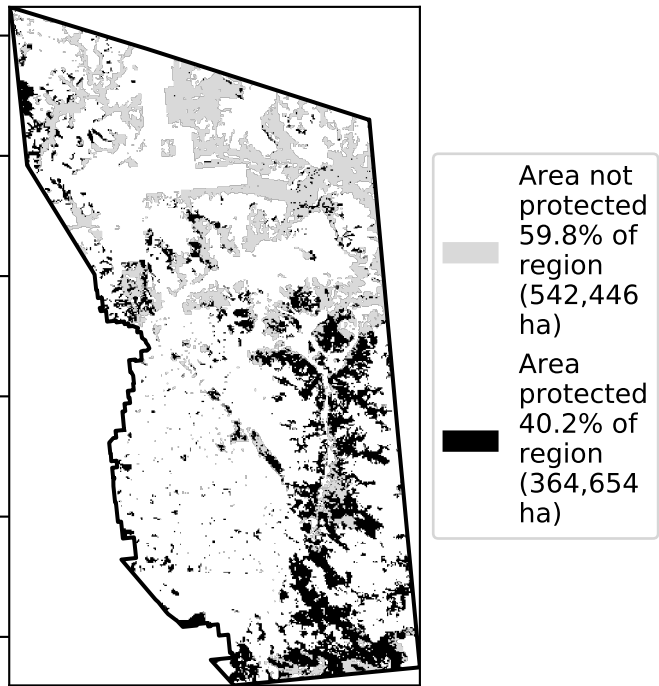 Area not
protected
59.8% of
region
(542,446
ha)
Area
protected
40.2% of
region
(364,654
ha)